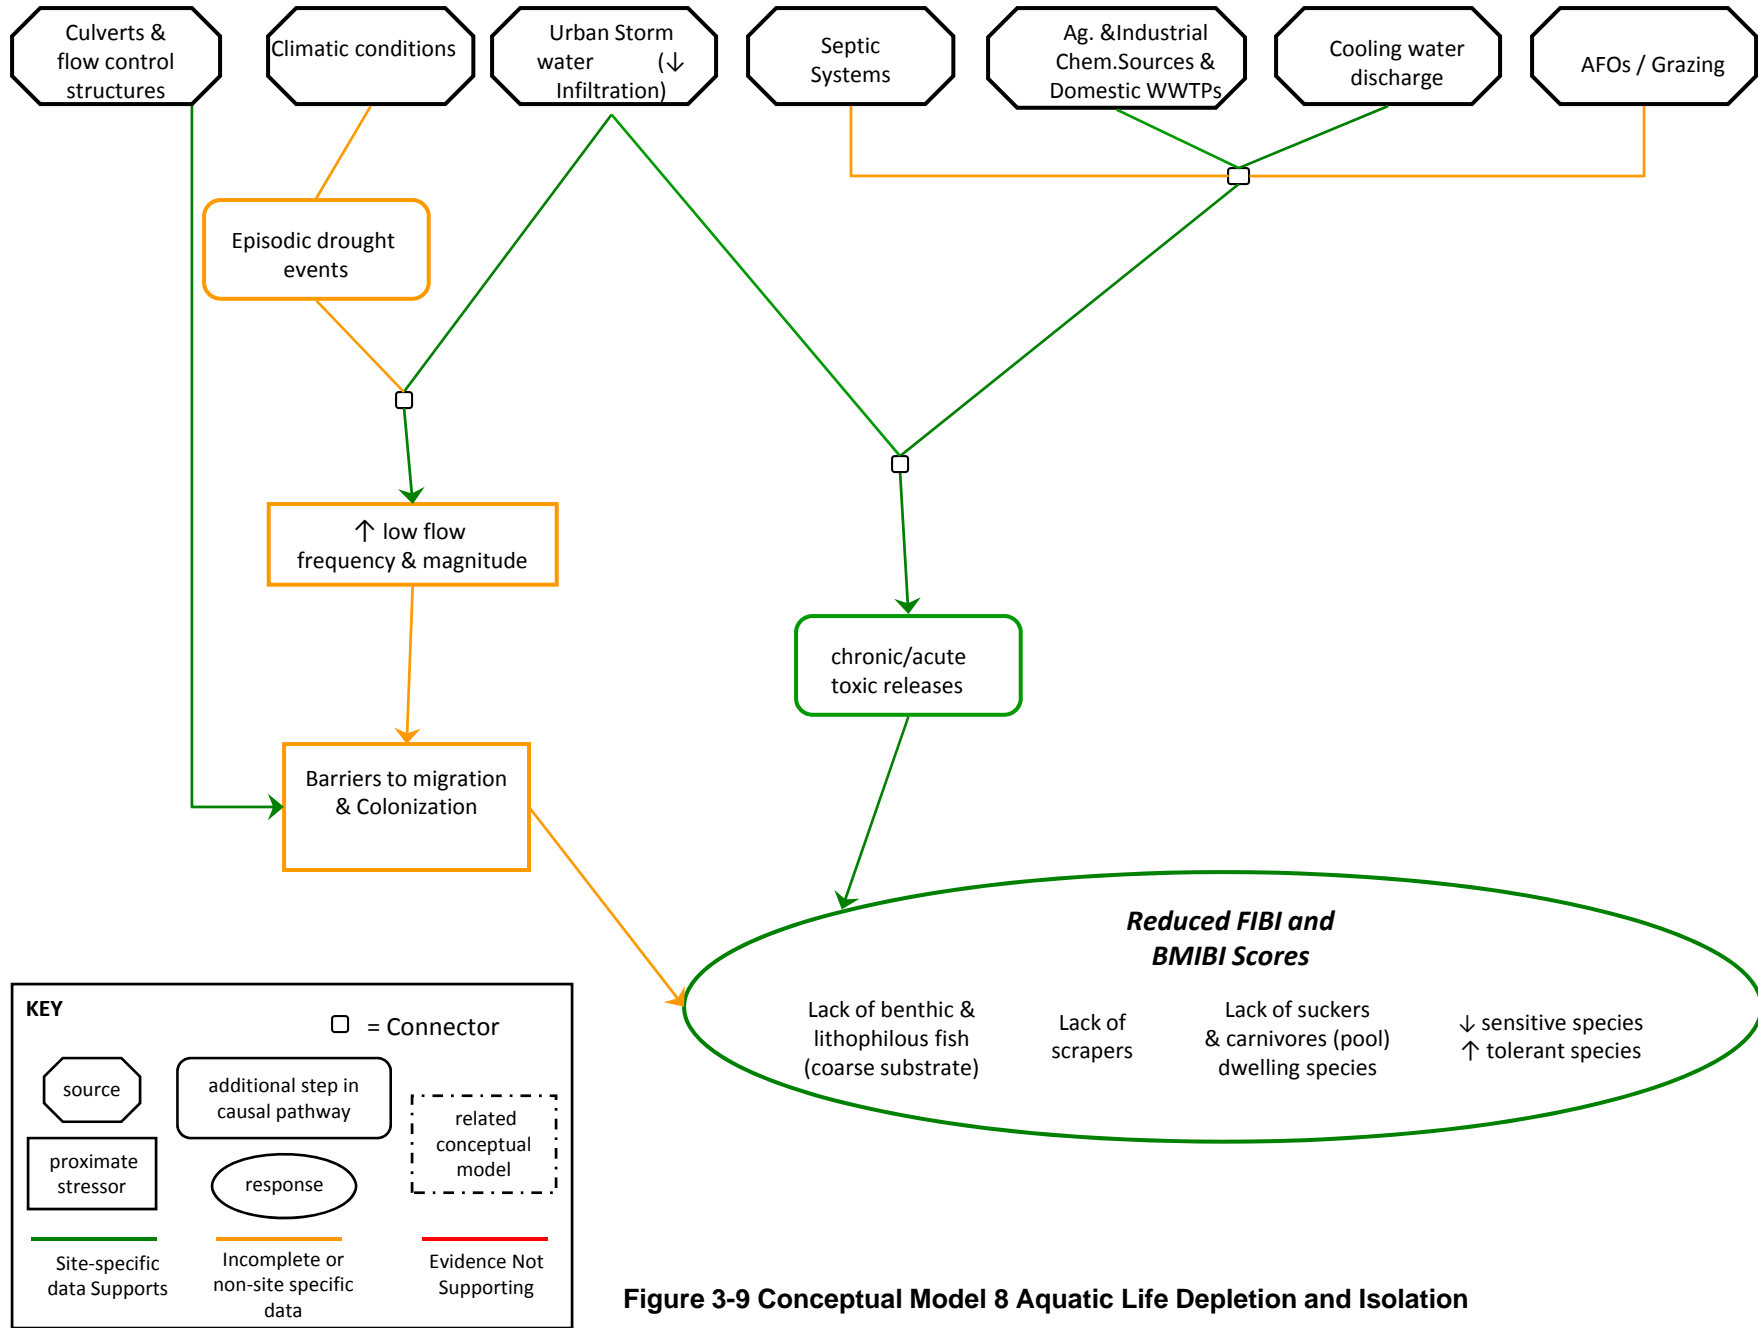 Culverts &
flow control
structures
Climatic conditions
Urban Storm
water (↓
Infiltration)
Septic
Systems
Ag. &Industrial
Chem.Sources &
Domestic WWTPs
Cooling water
discharge
AFOs / Grazing
Episodic drought
events
↑ low flow
frequency & magnitude
chronic/acute
toxic releases
Barriers to migration
& Colonization
Reduced FIBI and
BMIBI Scores
Lack of benthic &
lithophilous fish
(coarse substrate)
Lack of
scrapers
Lack of suckers
& carnivores (pool)
dwelling species
↓ sensitive species
↑ tolerant species
KEY
= Connector
source
additional step in
causal pathway
related
conceptual
model
proximate
stressor
response
Site-specific
data Supports
Incomplete or
non-site specific
data
Evidence Not
Supporting
Figure 3-9 Conceptual Model 8 Aquatic Life Depletion and Isolation